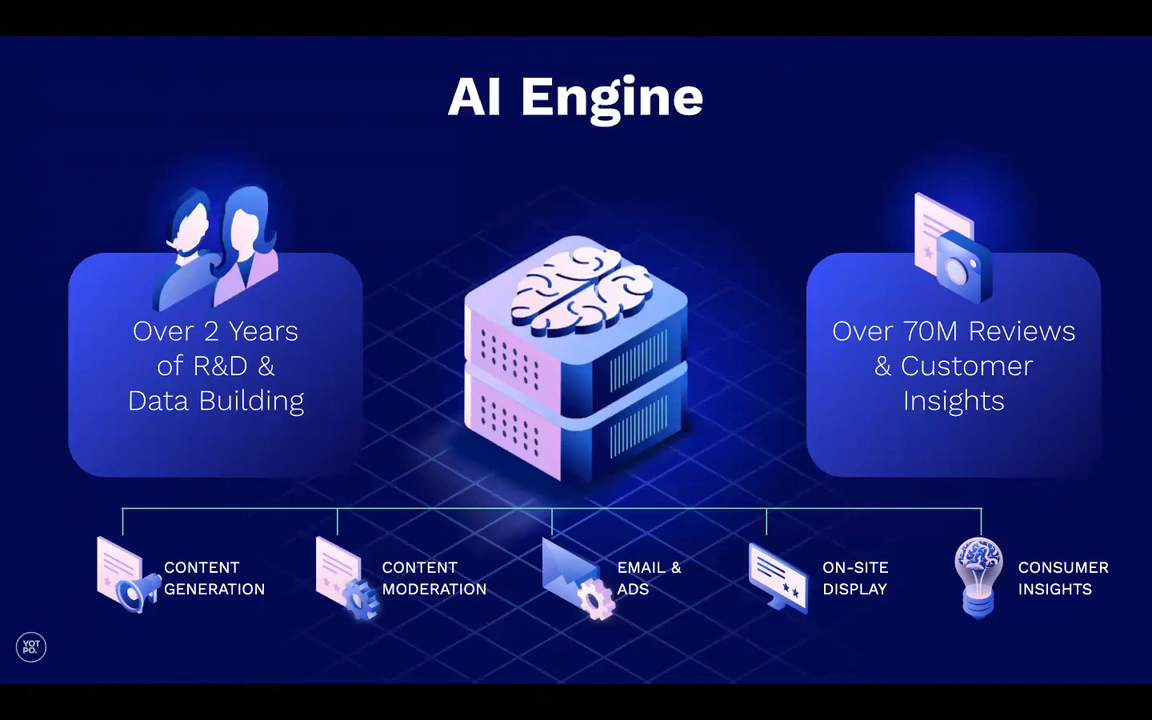 AI Engine
Over 2 Years
of R&D &
Data Building
Over 70M Reviews
& Customer
Insights
CONTENT
GENERATION
CONTENT
MODERATION
EMAIL &
ADS
ON-SITE
DISPLAY
CONSUMER
INSIGHTS
YOT
PO.